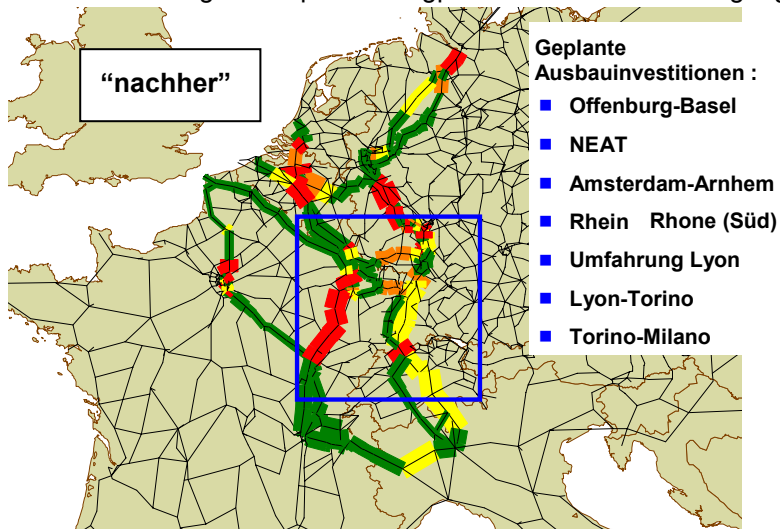 “nachher”
Geplante
Ausbauinvestitionen :
Offenburg-Basel
NEAT
Amsterdam-Arnhem
Rhein Rhone (Süd)
Umfahrung Lyon
Lyon-Torino
Torino-Milano